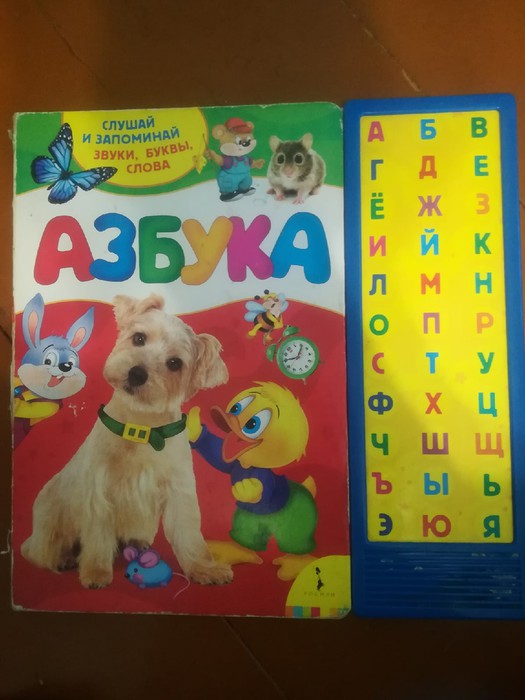 СЛУШАЙ
И ЗАПОМИНАЙ
ЗВУКИ, БУКВЫ,
СЛОВА
АЗБУКА
А Б В
Г Д Е
Ё Ж З
И Й К
Л М Н
О П Р
С Т У
Ф Х Ц
Ч Ш Щ
Ъ Ы Ь
Э Ю Я